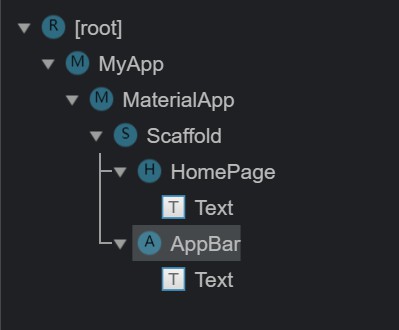 R [root]
M MyApp
M MaterialApp
S Scaffold
H HomePage
T Text
A AppBar
T Text